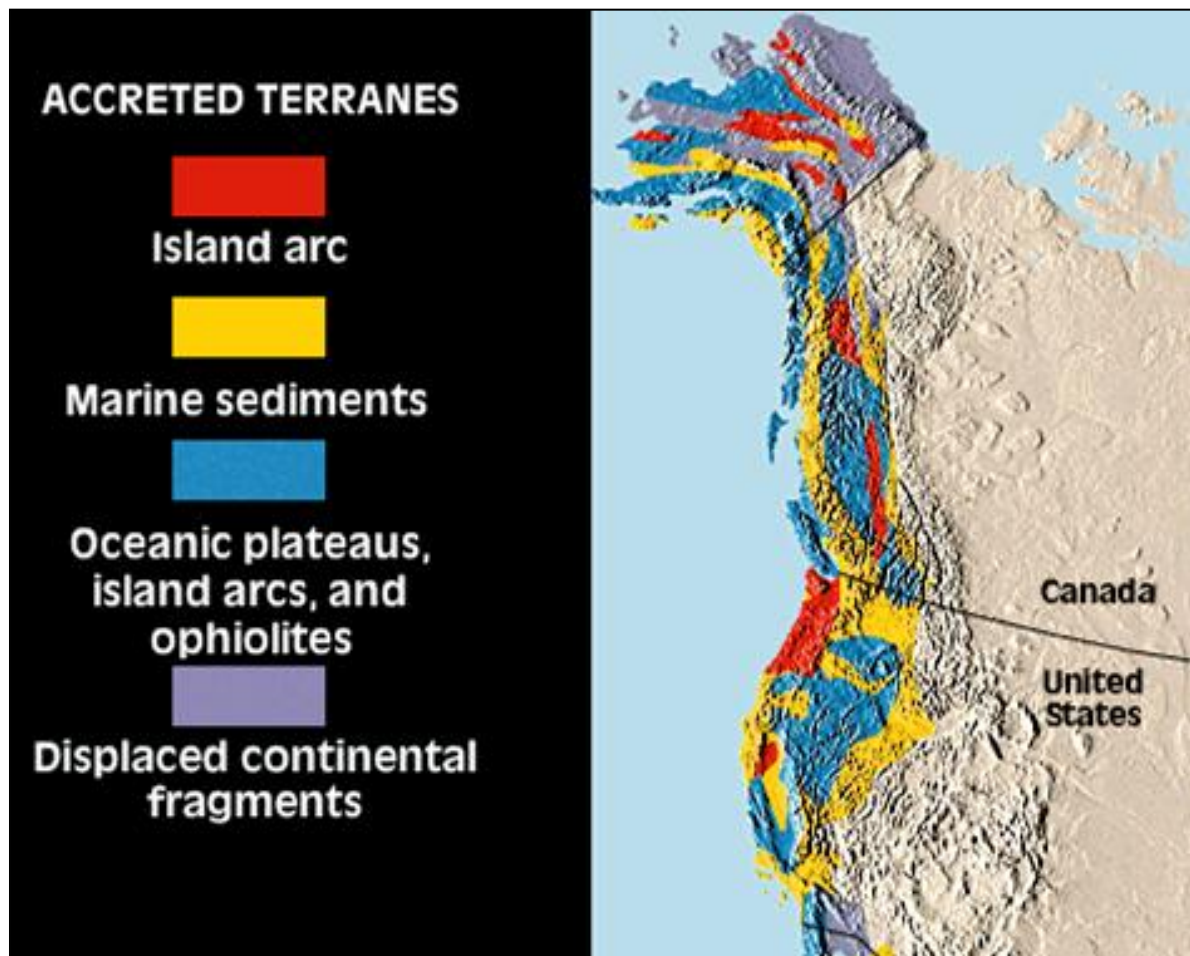 ACCRETED TERRANES
Island arc
Marine sediments
Oceanic plateaus,
island arcs, and
ophiolites
Displaced continental
fragments
Canada
United
States